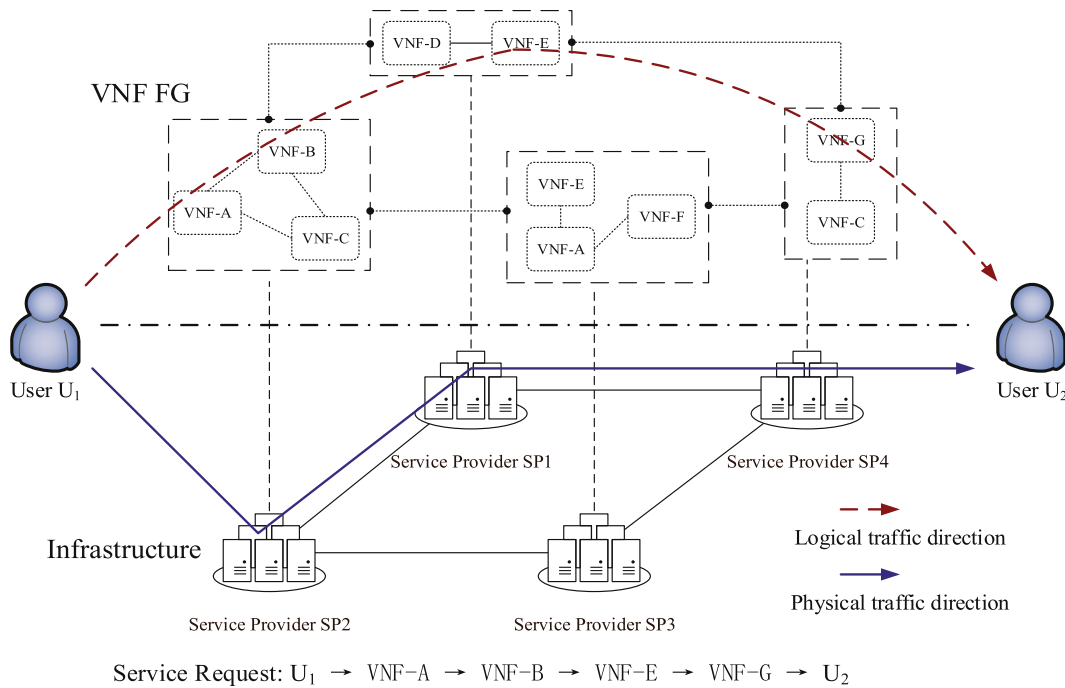 VNF-D
VNF-E
VNF FG
VNF-B
VNF-A
VNF-C
VNF-E
VNF-F
VNF-A
VNF-G
VNF-C
User U1
User U2
Service Provider SP1
Service Provider SP4
Infrastructure
Logical traffic direction
Physical traffic direction
Service Provider SP2
Service Provider SP3
Service Request: U1 → VNF-A → VNF-B → VNF-E → VNF-G → U2